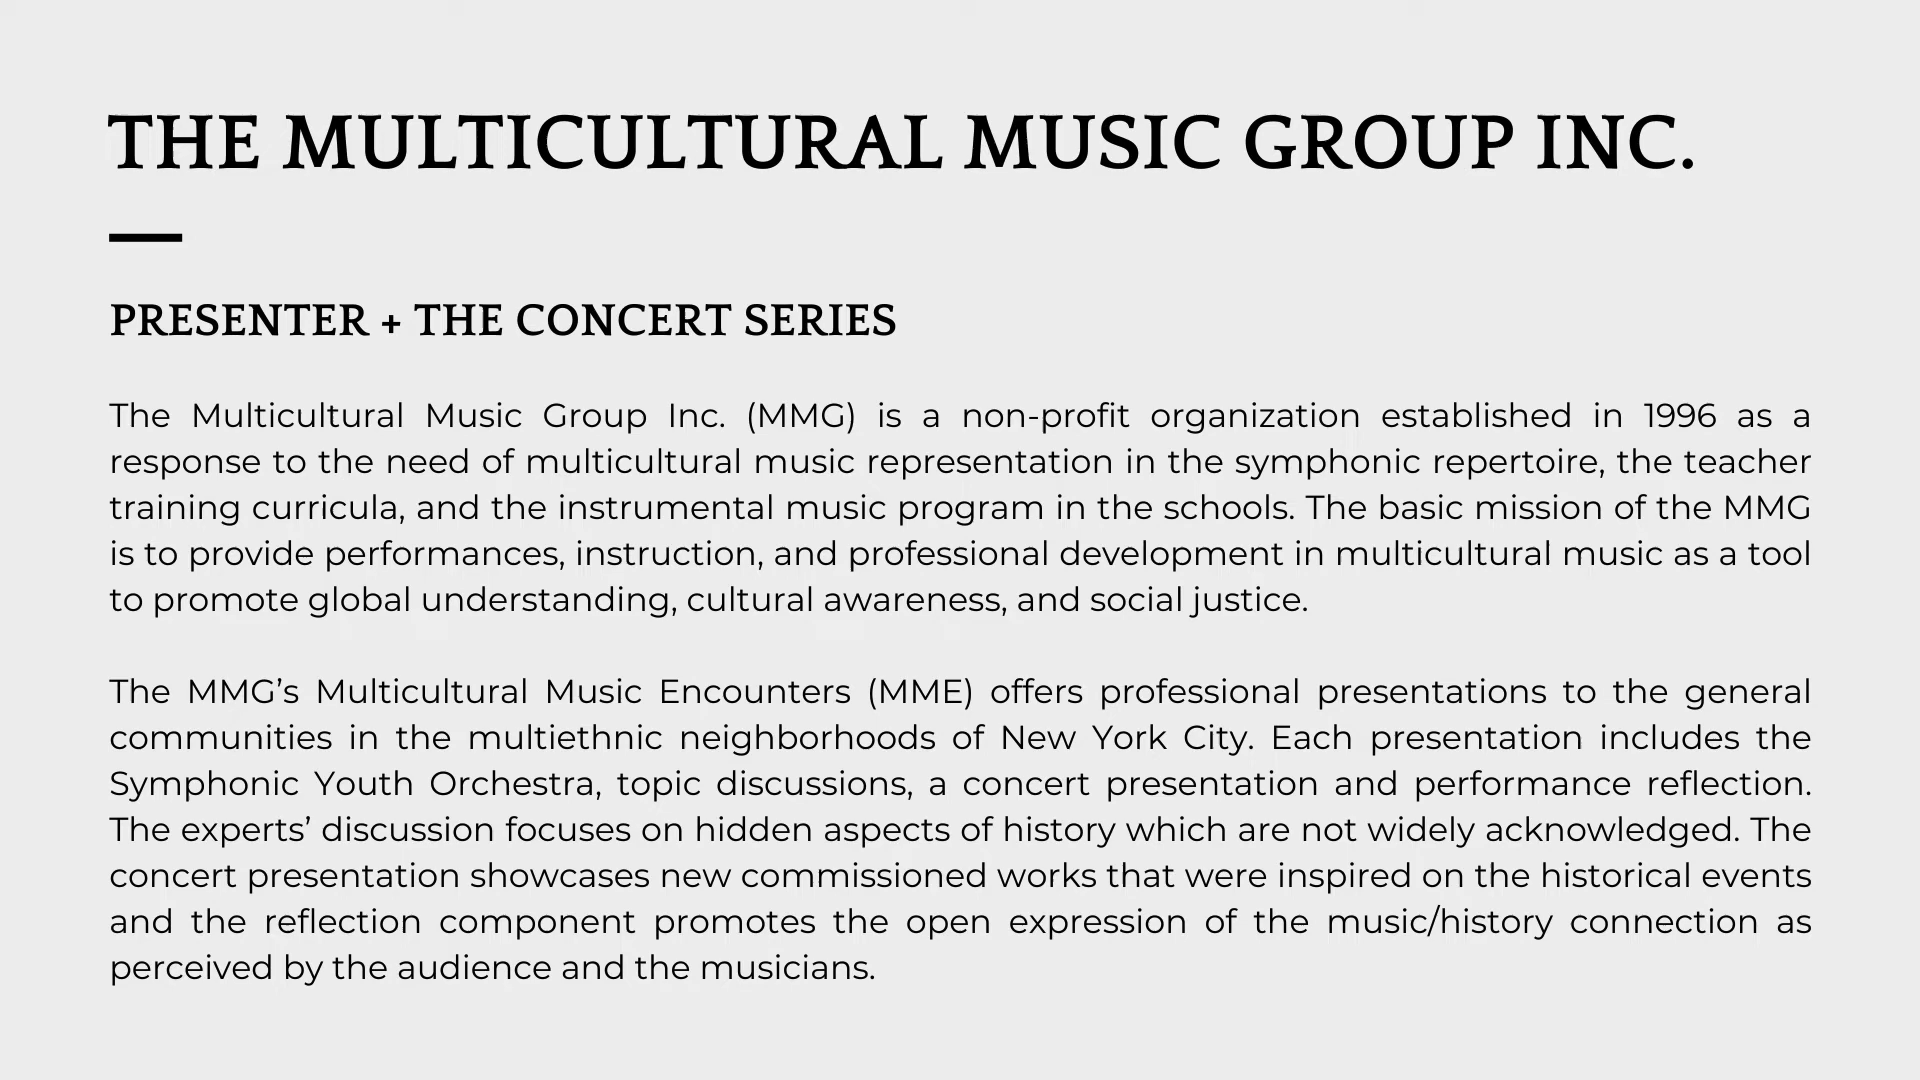 THE MULTICULTURAL MUSIC GROUP INC.
PRESENTER + THE CONCERT SERIES
The Multicultural Music Group Inc. (MMG) is a non-profit organization established in 1996 as a
response to the need of multicultural music representation in the symphonic repertoire, the teacher
training curricula, and the instrumental music program in the schools. The basic mission of the MMG
is to provide performances, instruction, and professional development in multicultural music as a tool
to promote global understanding, cultural awareness, and social justice.
The MMG’s Multicultural Music Encounters (MME) offers professional presentations to the general
communities in the multiethnic neighborhoods of New York City. Each presentation includes the
Symphonic Youth Orchestra, topic discussions, a concert presentation and performance reflection.
The experts’ discussion focuses on hidden aspects of history which are not widely acknowledged. The
concert presentation showcases new commissioned works that were inspired on the historical events
and the reflection component promotes the open expression of the music/history connection as
perceived by the audience and the musicians.